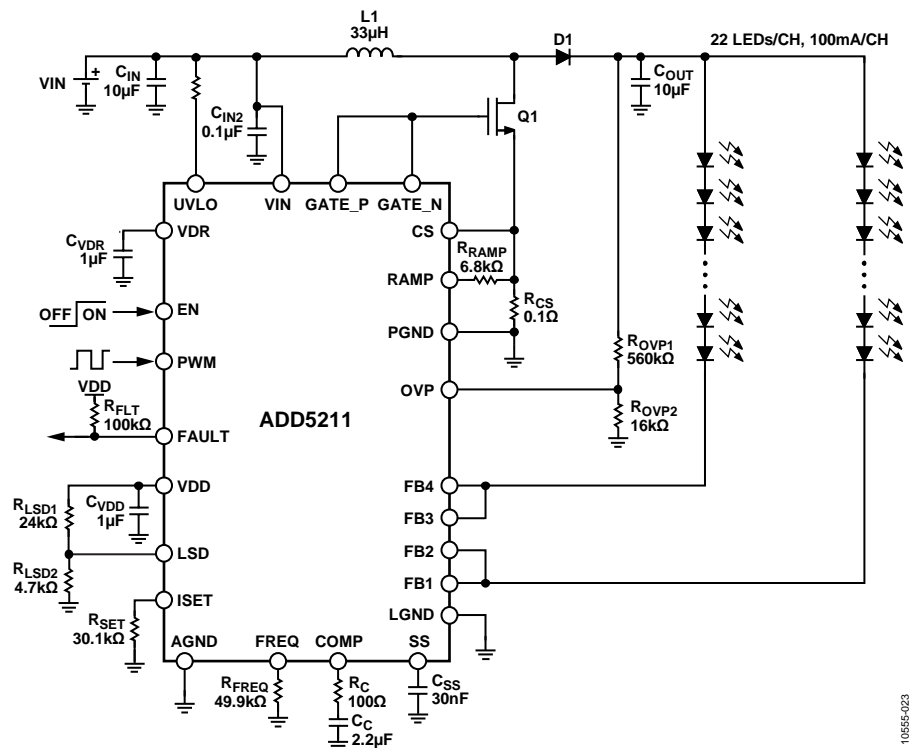 L1
33µH
D1
22 LEDs/CH, 100mA/CH
VIN
+
CIN
10µF
CIN2
0.1µF
COUT
10µF
Q1
UVLO
VIN
GATE_P
GATE_N
VDR
CVDR
1µF
CS
RRAMP
6.8kΩ
RAMP
RCS
0.1Ω
OFF
ON
EN
PGND
PWM
ROVP1
560kΩ
VDD
RFLT
100kΩ
OVP
ROVP2
16kΩ
FAULT
ADD5211
VDD
FB4
RLSD1
24kΩ
CVDD
1µF
FB3
LSD
FB2
RLSD2
4.7kΩ
FB1
ISET
LGND
RSET
30.1kΩ
AGND
FREQ
COMP
SS
RFREQ
49.9kΩ
RC
100Ω
CSS
30nF
CC
2.2µF
10555-023